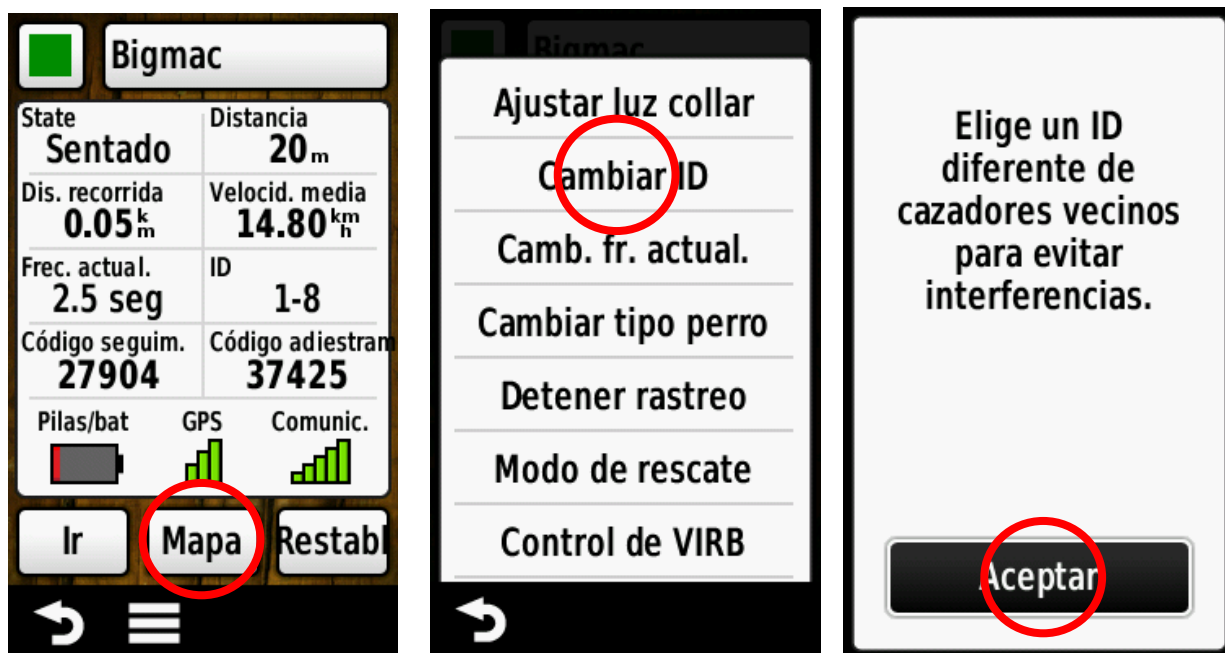 Bigmac
State Distancia
Sentado 20 m
Dis. recorrida Velocid. media
0.05 km 14.80 km h
Frec. actual. ID
2.5 seg 1-8
Código seguim. Código adiestram
27904 37425
Pilas/bat GPS Comunic.
Ir Mapa Restabl
Bigmac
Ajustar luz collar
Cambiar ID
Camb. fr. actual.
Cambiar tipo perro
Detener rastreo
Modo de rescate
Control de VIRB
Elige un ID
diferente de
cazadores vecinos
para evitar
interferencias.
Aceptar